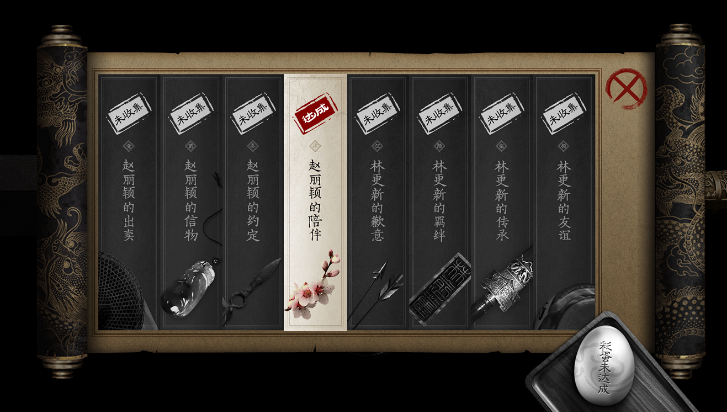 未收集
赵丽颖的出卖
未收集
赵丽颖的信物
未收集
赵丽颖的约定
达成
赵丽颖的陪伴
未收集
林更新的歉意
未收集
林更新的羁绊
未收集
林更新的传承
未收集
林更新的友谊
彩蛋未达成